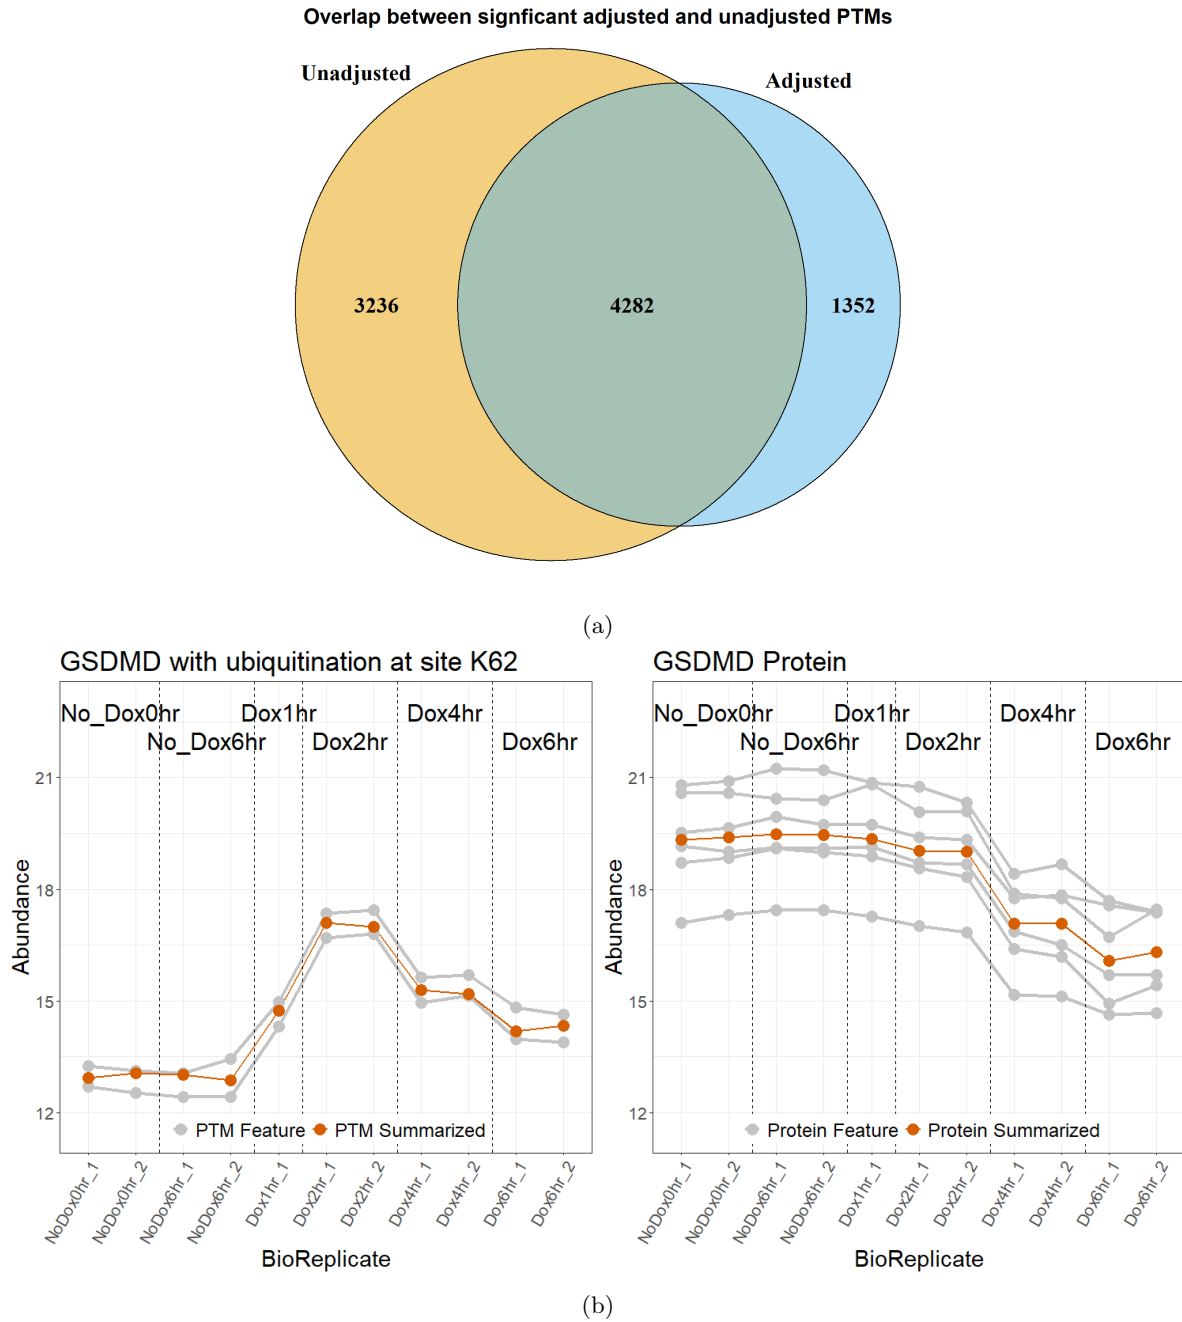 Overlap between signficant adjusted and unadjusted PTMs
Unadjusted
Adjusted
3236
4282
1352
(a)
GSDMD with ubiquitination at site K62
No_Dox0hr
Dox1hr
Dox4hr
No_Dox6hr
Dox2hr
Dox6hr
21
18
15
12
Abundance
PTM Feature
PTM Summarized
NoDox0hr_1
NoDox0hr_2
NoDox6hr_1
NoDox6hr_2
Dox1hr_1
Dox2hr_1
Dox2hr_2
Dox4hr_1
Dox4hr_2
Dox6hr_1
Dox6hr_2
BioReplicate
GSDMD Protein
No_Dox0hr
Dox1hr
Dox4hr
No_Dox6hr
Dox2hr
Dox6hr
21
18
15
12
Abundance
Protein Feature
Protein Summarized
NoDox0hr_1
NoDox0hr_2
NoDox6hr_1
NoDox6hr_2
Dox1hr_1
Dox2hr_1
Dox2hr_2
Dox4hr_1
Dox4hr_2
Dox6hr_1
Dox6hr_2
BioReplicate
(b)